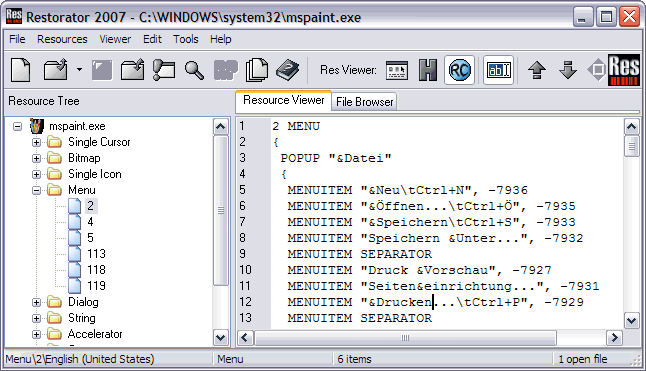 Restorator 2007 - C:\WINDOWS\system32\mspaint.exe
File Resources Viewer Edit Tools Help
Res Viewer: H RC ab Res
Resource Tree
Resource Viewer File Browser
mspaint.exe
Single Cursor
Bitmap
Single Icon
Menu
2
4
5
113
118
119
Dialog
String
Accelerator
1 2 MENU
2 {
3 POPUP "&Datei"
4 {
5 MENUITEM "&Neu\tCtrl+N", -7936
6 MENUITEM "&Öffnen...\tCtrl+Ö", -7935
7 MENUITEM "&Speichern\tCtrl+S", -7933
8 MENUITEM "Speichern &Unter...", -7932
9 MENUITEM SEPARATOR
10 MENUITEM "Druck &Vorschau", -7927
11 MENUITEM "Seiten&einrichtung...", -7931
12 MENUITEM "&Drucken...\tCtrl+P", -7929
13 MENUITEM SEPARATOR
Menu\2\English (United States) Menu 6 items 1 open file